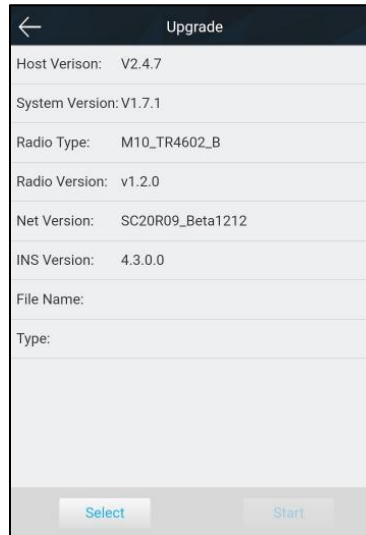 Upgrade
Host Verison: V2.4.7
System Version: V1.7.1
Radio Type: M10_TR4602_B
Radio Version: v1.2.0
Net Version: SC20R09_Beta1212
INS Version: 4.3.0.0
File Name:
Type:
Select Start